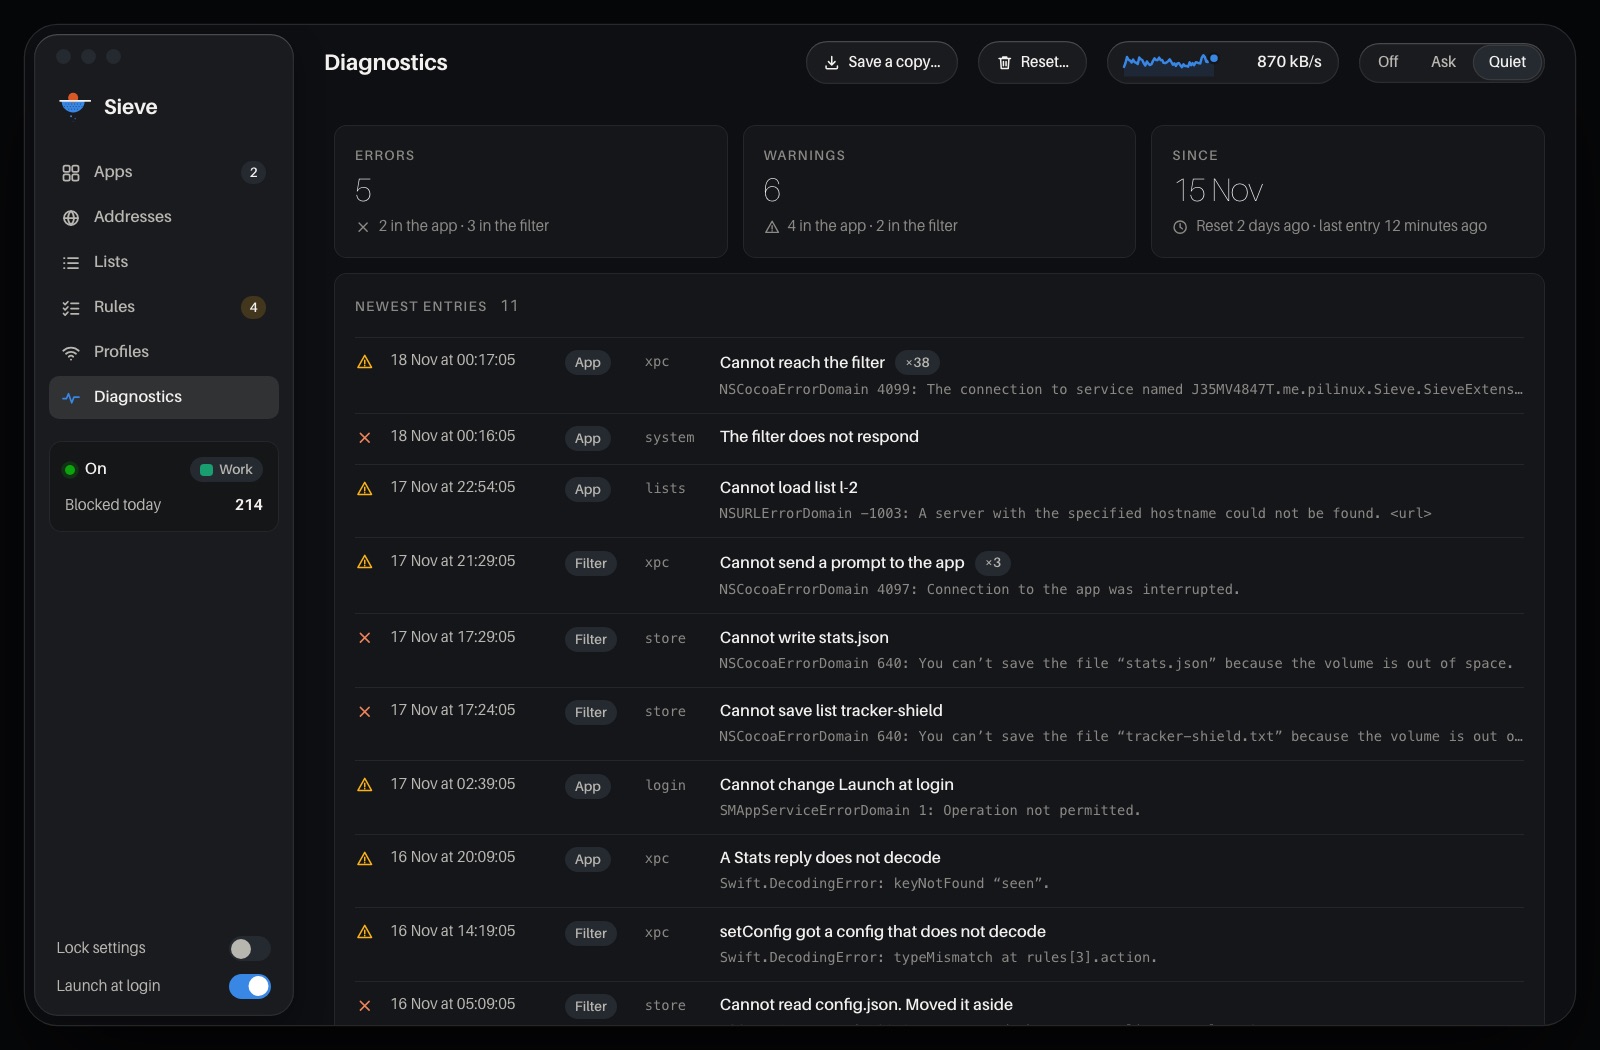 Diagnostics
Save a copy…
Reset…
870 kB/s
Off
Ask
Quiet
Sieve
Apps
2
Addresses
Lists
Rules
4
Profiles
Diagnostics
On
Work
Blocked today
214
Lock settings
Launch at login
ERRORS
5
2 in the app · 3 in the filter
WARNINGS
6
4 in the app · 2 in the filter
SINCE
15 Nov
Reset 2 days ago · last entry 12 minutes ago
NEWEST ENTRIES 11
18 Nov at 00:17:05 App xpc Cannot reach the filter ×38
NSCocoaErrorDomain 4099: The connection to service named J35MV4847T.me.pilinux.Sieve.SieveExtens…
18 Nov at 00:16:05 App system The filter does not respond
17 Nov at 22:54:05 App lists Cannot load list l-2
NSURLErrorDomain −1003: A server with the specified hostname could not be found. <url>
17 Nov at 21:29:05 Filter xpc Cannot send a prompt to the app ×3
NSCocoaErrorDomain 4097: Connection to the app was interrupted.
17 Nov at 17:29:05 Filter store Cannot write stats.json
NSCocoaErrorDomain 640: You can’t save the file “stats.json” because the volume is out of space.
17 Nov at 17:24:05 Filter store Cannot save list tracker-shield
NSCocoaErrorDomain 640: You can’t save the file “tracker-shield.txt” because the volume is out o…
17 Nov at 02:39:05 App login Cannot change Launch at login
SMAppServiceErrorDomain 1: Operation not permitted.
16 Nov at 20:09:05 App xpc A Stats reply does not decode
Swift.DecodingError: keyNotFound “seen”.
16 Nov at 14:19:05 Filter xpc setConfig got a config that does not decode
Swift.DecodingError: typeMismatch at rules[3].action.
16 Nov at 05:09:05 Filter store Cannot read config.json. Moved it aside